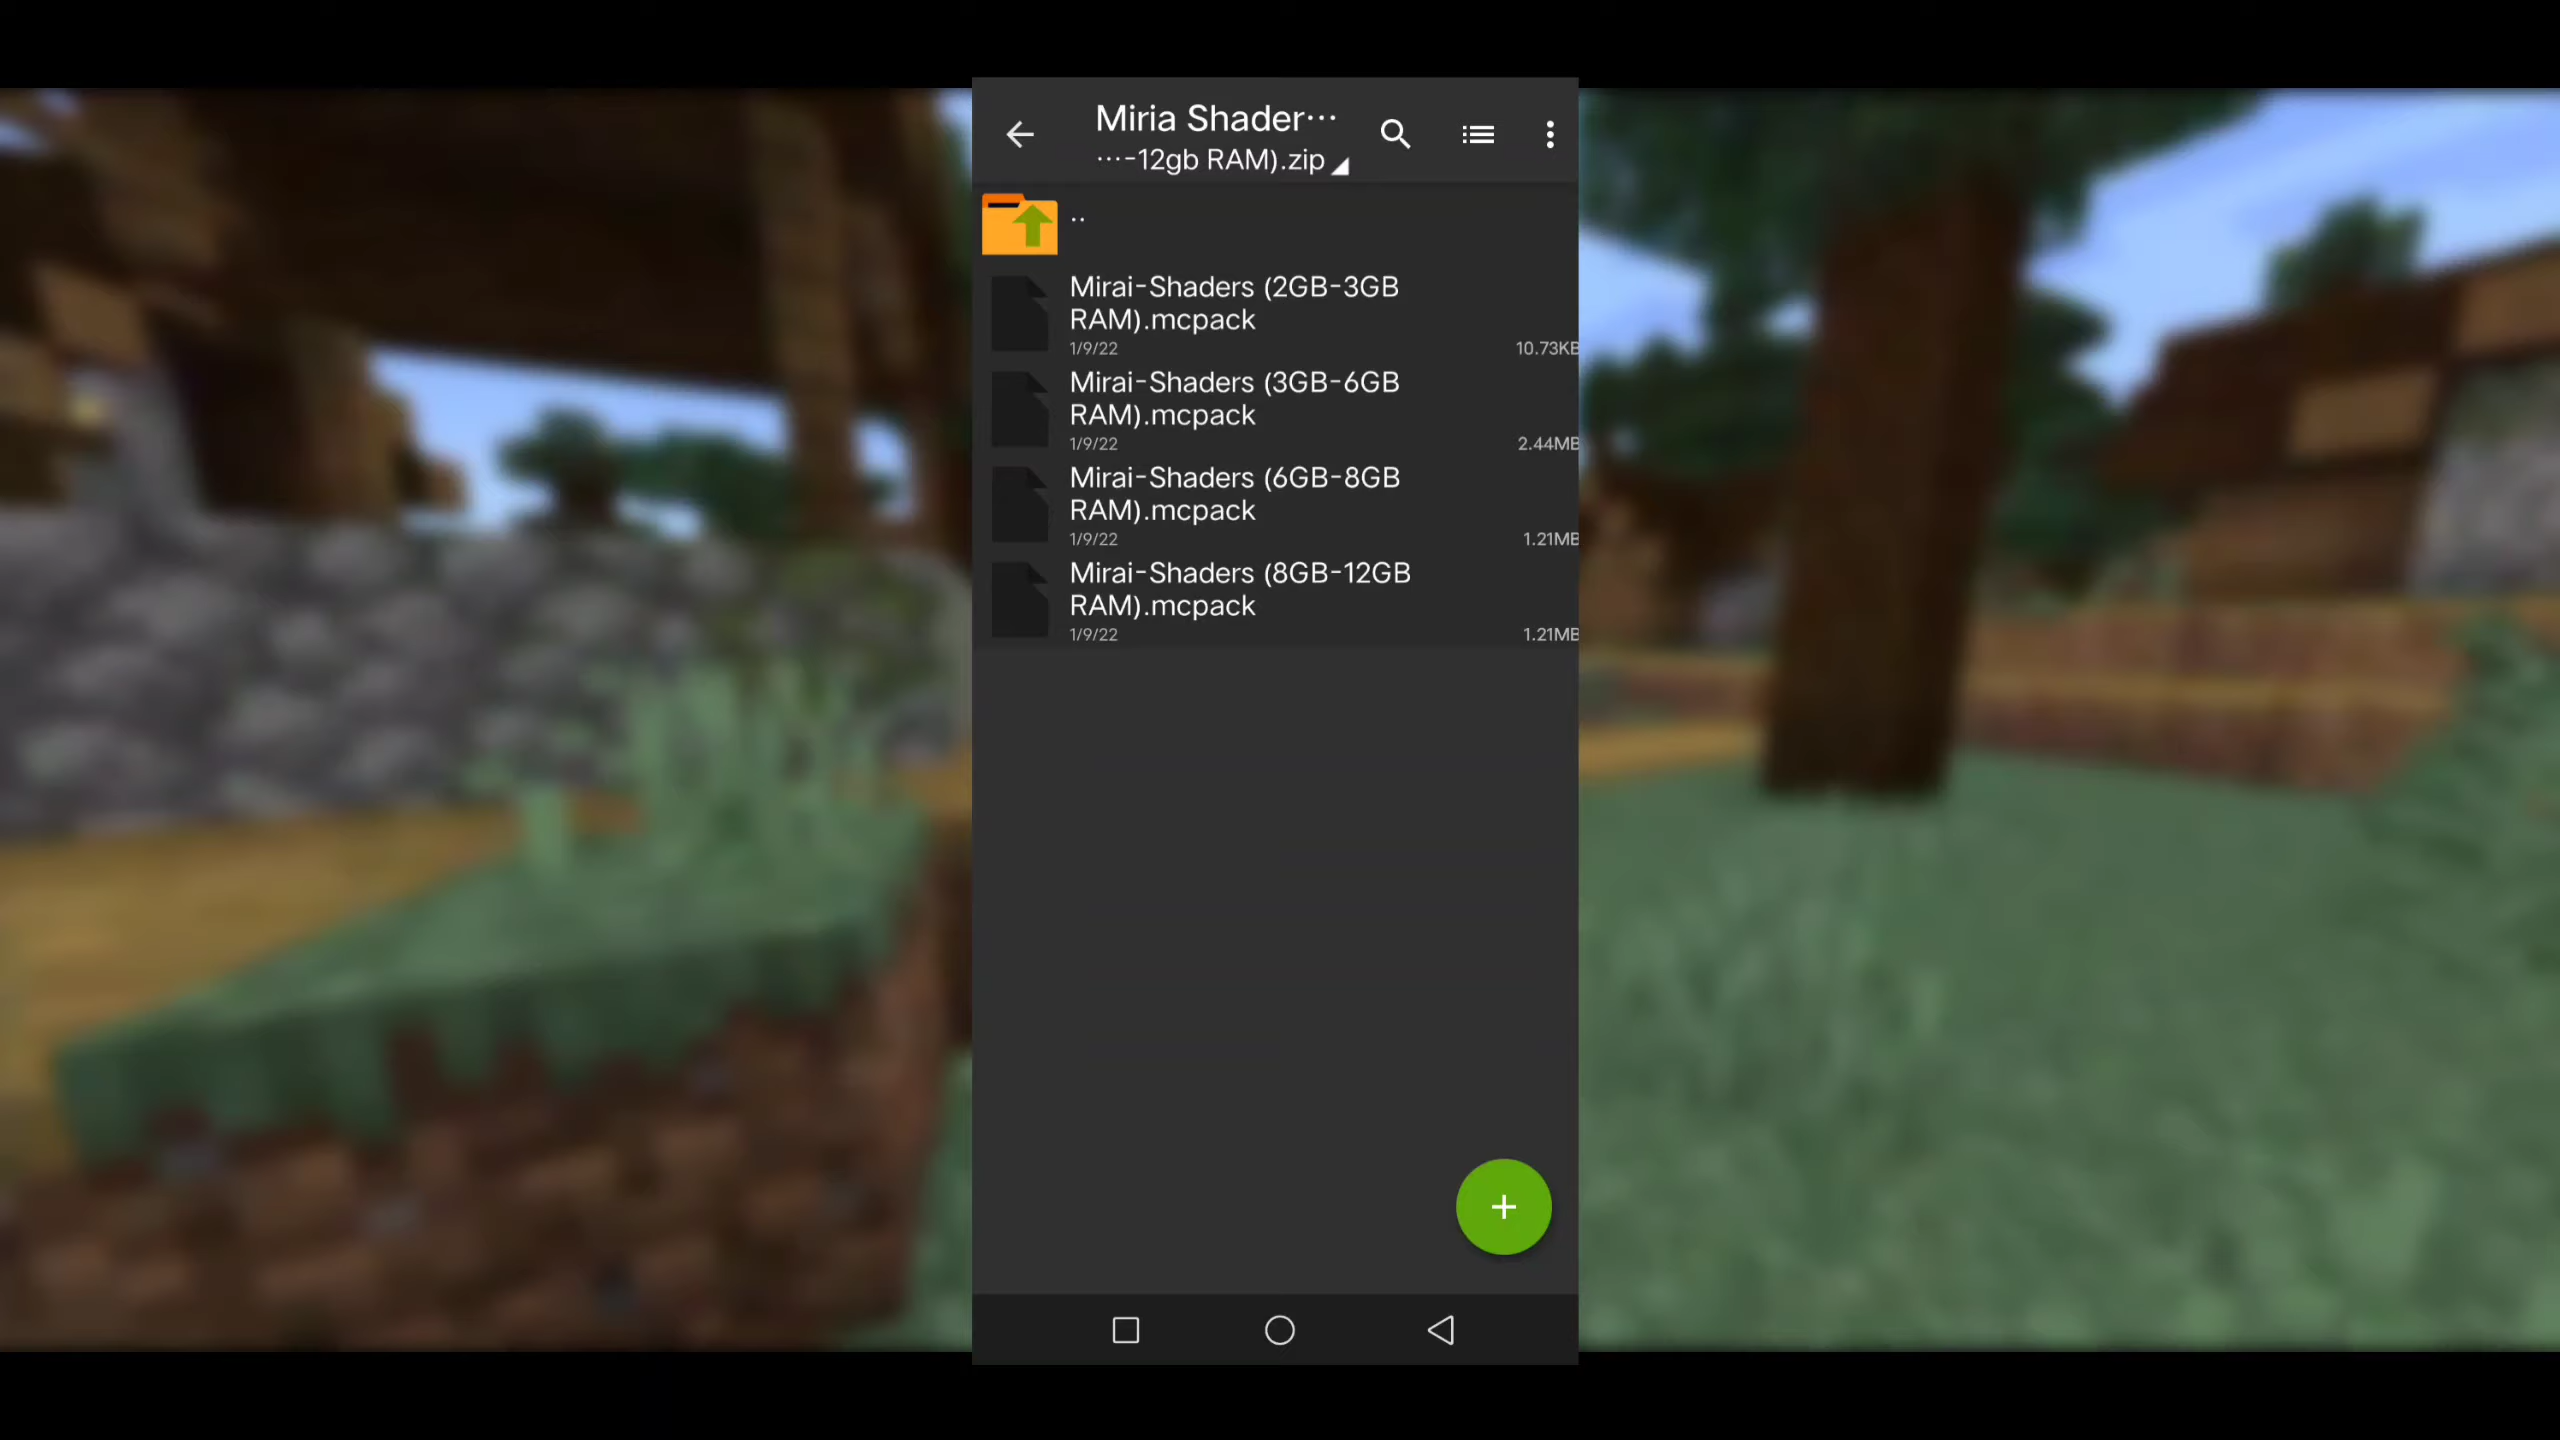 Miria Shader…
…-12gb RAM).zip
..
Mirai-Shaders (2GB-3GB
RAM).mcpack
1/9/22
10.73KB
Mirai-Shaders (3GB-6GB
RAM).mcpack
1/9/22
2.44MB
Mirai-Shaders (6GB-8GB
RAM).mcpack
1/9/22
1.21MB
Mirai-Shaders (8GB-12GB
RAM).mcpack
1/9/22
1.21MB